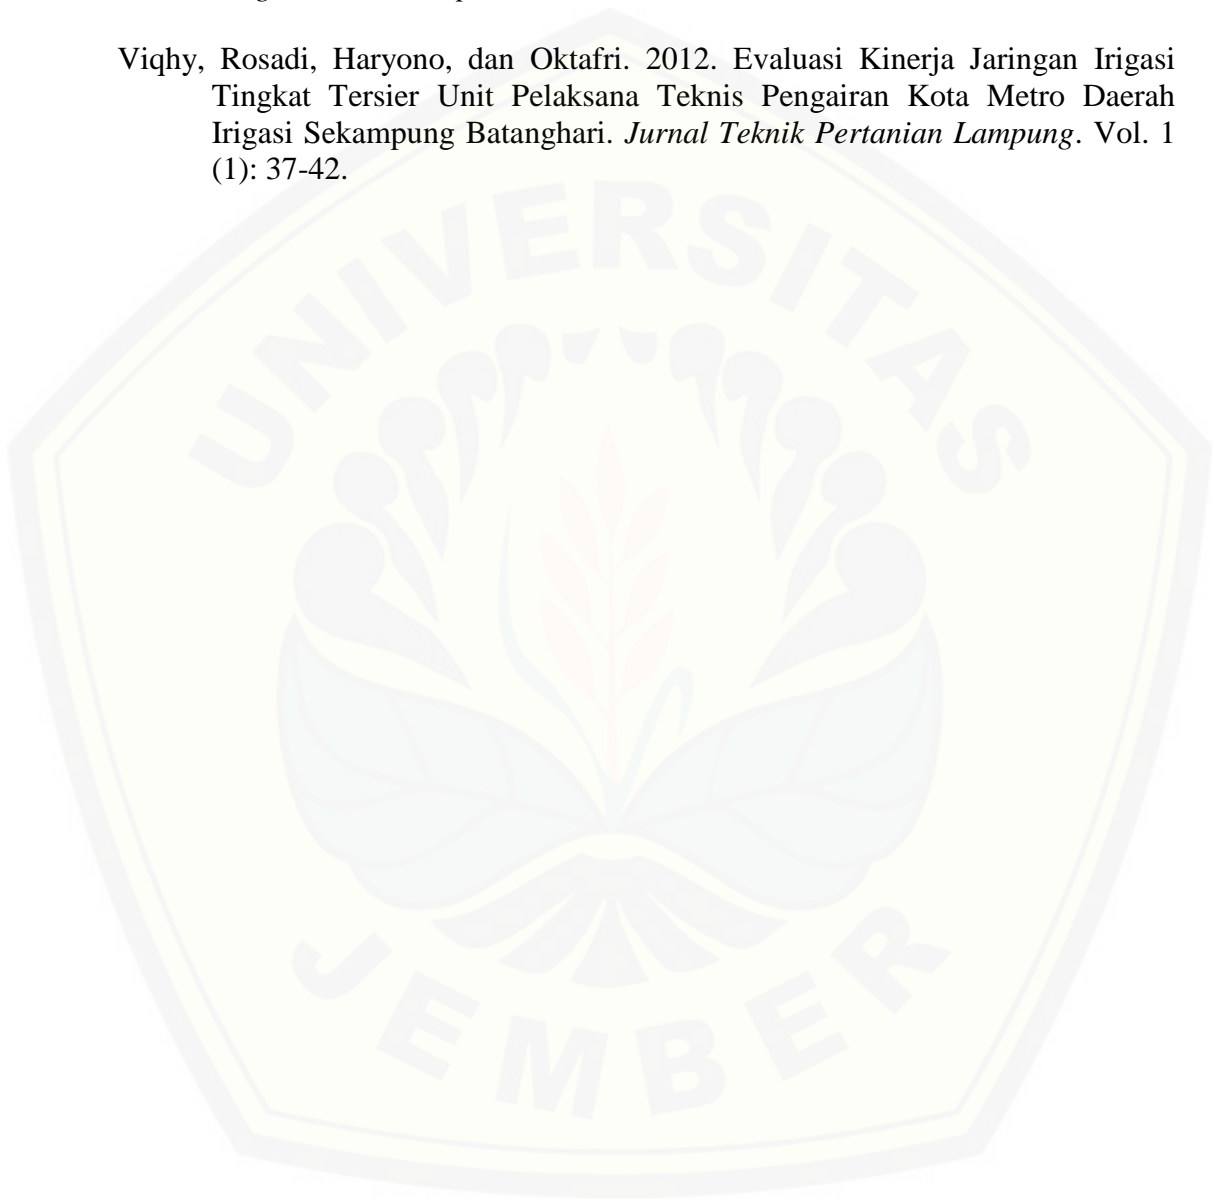 Viqhy, Rosadi, Haryono, dan Oktafri. 2012. Evaluasi Kinerja Jaringan Irigasi
Tingkat Tersier Unit Pelaksana Teknis Pengairan Kota Metro Daerah
Irigasi Sekampung Batanghari. Jurnal Teknik Pertanian Lampung. Vol. 1
(1): 37-42.
UNIVERSITAS
JEMBER